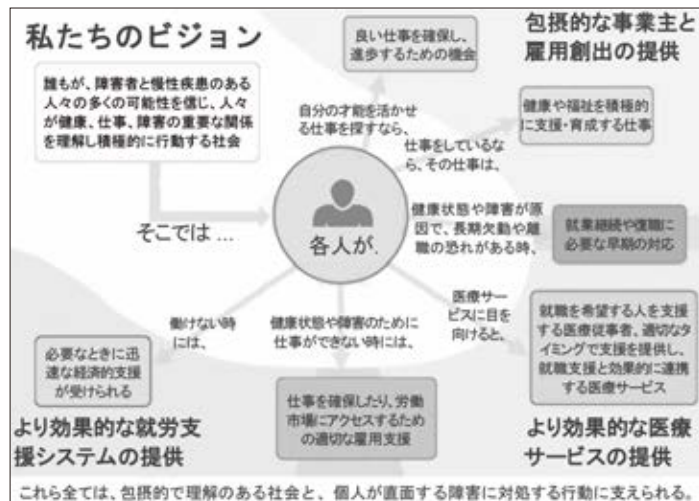 私たちのビジョン
誰もが、障害者と慢性疾患のある
人々の多くの可能性を信じ、人々
が健康、仕事、障害の重要な関係
を理解し積極的に行動する社会
そこでは …
各人が、
自分の才能を活かせ
る仕事を探すなら、
良い仕事を確保し、
進歩するための機会
包摂的な事業主と
雇用創出の提供
仕事をしているな
ら、その仕事は、
健康や福祉を積極的
に支援・育成する仕事
健康状態や障害が原
因で、長期欠勤や離
職の恐れがある時、
就業継続や復職に
必要な早期の対応
医療サー
ビスに目を
向けると、
就職を希望する人を支援
する医療従事者、適切なタ
イミングで支援を提供し、
就職支援と効果的に連携
する医療サービス
より効果的な医療
サービスの提供
健康状態や障害のために
仕事ができない時には、
仕事を確保したり、労働
市場にアクセスするため
の適切な雇用支援
働けない時
には、
必要なときに迅
速な経済的支援
が受けられる
より効果的な就労支
援システムの提供
これら全ては、包摂的で理解のある社会と、個人が直面する障害に対処する行動に支えられる。